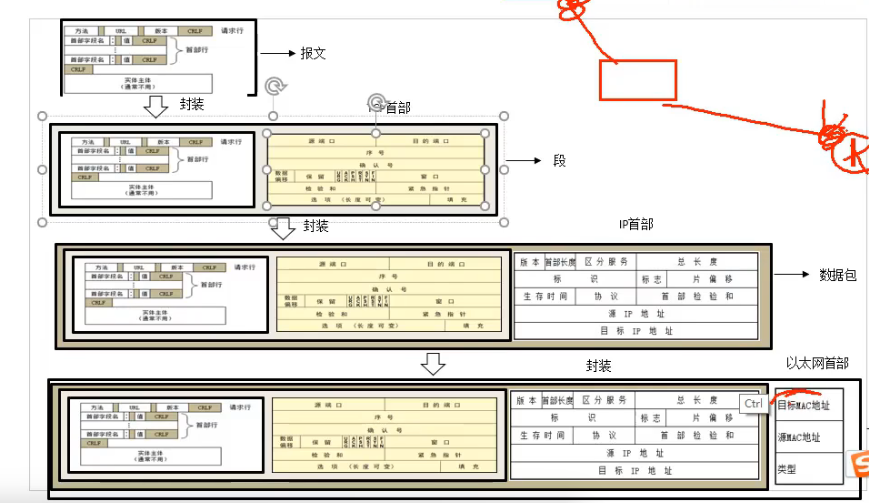 方法 URL 版本 CRLF 请求行
首部字段名 : 值 CRLF
首部行
首部字段名 : 值 CRLF
CRLF
实体主体
(通常不用)
报文
封装
首部
方法 URL 版本 CRLF 请求行
首部字段名 : 值 CRLF
首部行
首部字段名 : 值 CRLF
CRLF
实体主体
(通常不用)
源端口 目的端口
序号
确认号
数据偏移 保留 URG ACK PSH RST SYN FIN 窗口
检验和 紧急指针
选项 (长度可变) 填充
段
封装
IP首部
方法 URL 版本 CRLF 请求行
首部字段名 : 值 CRLF
首部行
首部字段名 : 值 CRLF
CRLF
实体主体
(通常不用)
源端口 目的端口
序号
确认号
数据偏移 保留 URG ACK PSH RST SYN FIN 窗口
检验和 紧急指针
选项 (长度可变) 填充
版本 首部长度 区分服务 总长度
标识 标志 片偏移
生存时间 协议 首部检验和
源 IP 地址
目标 IP 地址
数据包
封装
以太网首部
方法 URL 版本 CRLF 请求行
首部字段名 : 值 CRLF
首部行
首部字段名 : 值 CRLF
CRLF
实体主体
(通常不用)
源端口 目的端口
序号
确认号
数据偏移 保留 URG ACK PSH RST SYN FIN 窗口
检验和 紧急指针
选项 (长度可变) 填充
版本 首部长度 区分服务 总长度
标识 标志 片偏移
生存时间 协议 首部检验和
源 IP 地址
目标 IP 地址
Ctrl
目标MAC地址
源MAC地址
类型